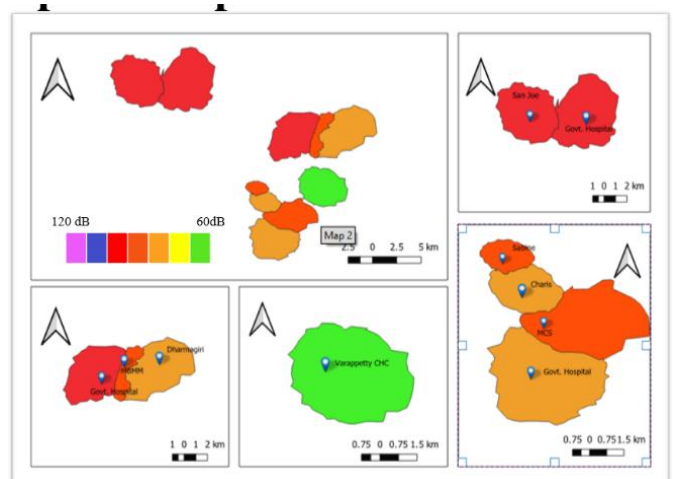 120 dB
60dB
Map 2
2.5 0 2.5 5 km
San Joe
Govt. Hospital
1 0 1 2 km
Dharmagiri
MBMM
Govt. Hospital
1 0 1 2 km
Varappetty CHC
0.75 0 0.75 1.5 km
Sabine
Charis
MCS
Govt. Hospital
0.75 0 0.75 1.5 km